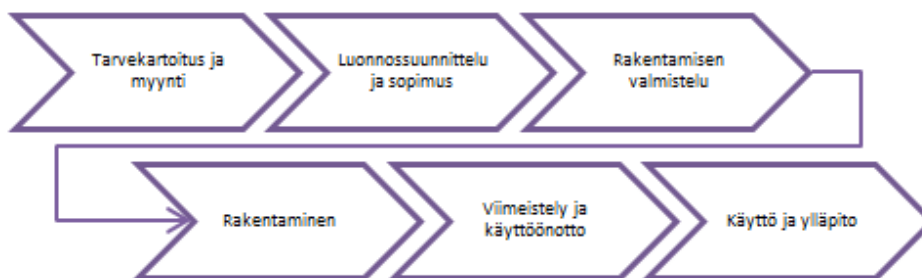 Tarvekartoitus ja
myynti
Luonnossuunnittelu
ja sopimus
Rakentamisen
valmistelu
Rakentaminen
Viimeistely ja
käyttöönotto
Käyttö ja ylläpito